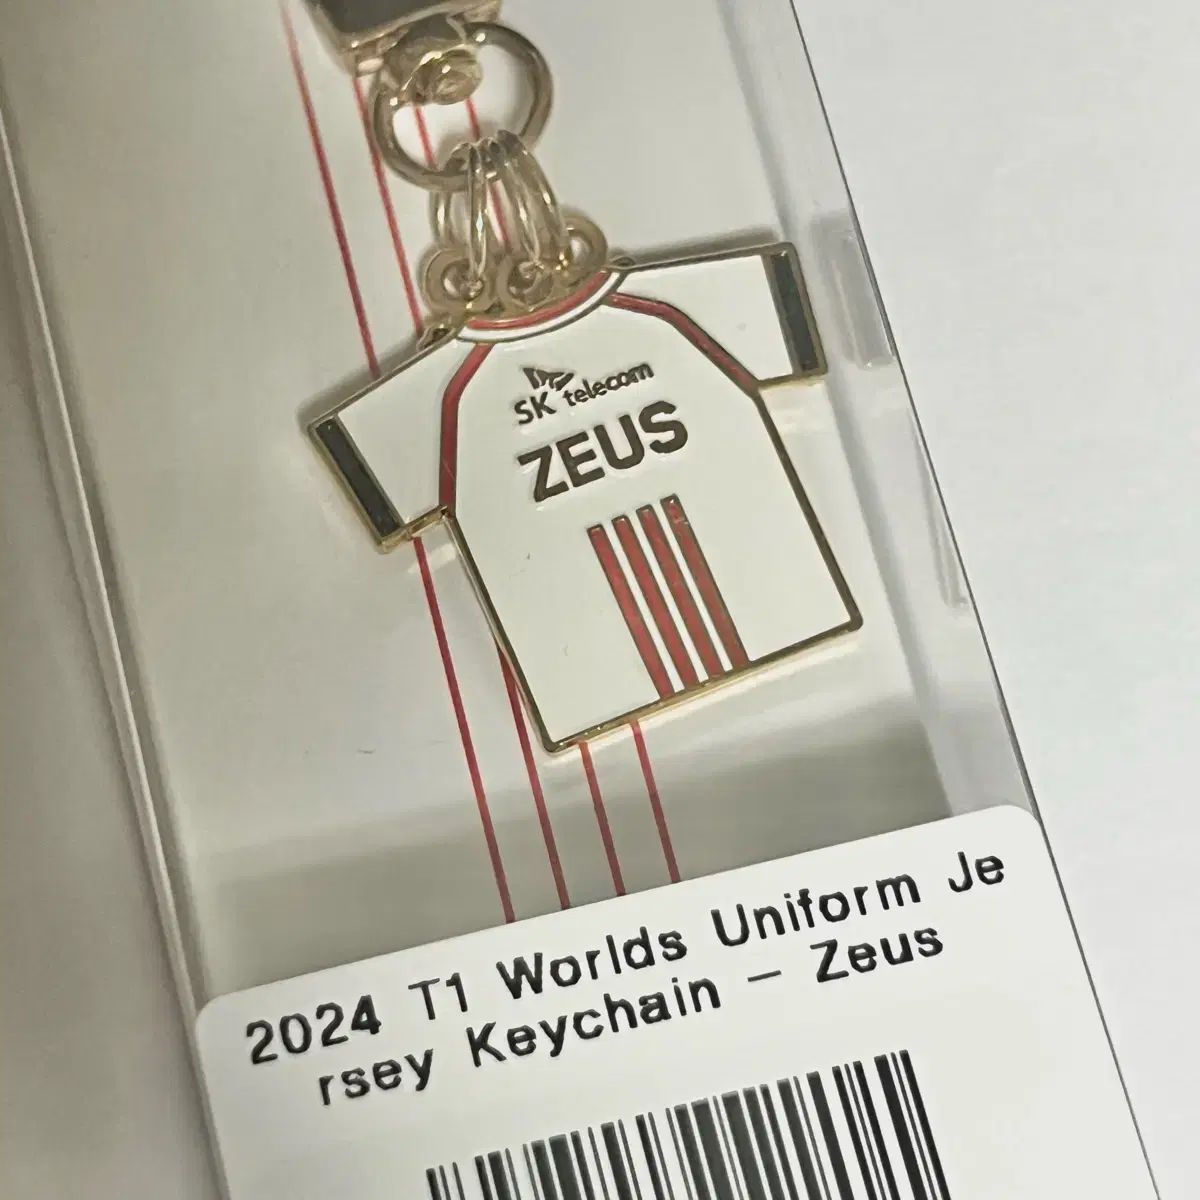 SK telecom
ZEUS
2024 T1 Worlds Uniform Je
rsey Keychain - Zeus